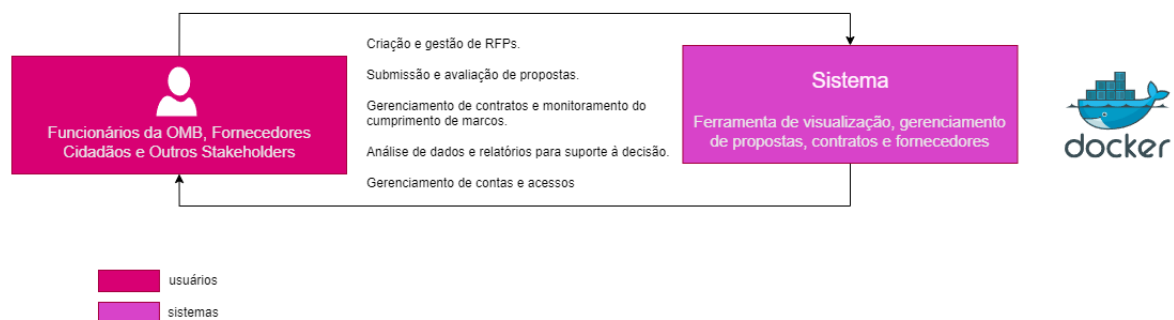 Funcionários da OMB, Fornecedores
Cidadãos e Outros Stakeholders
Criação e gestão de RFPs.
Submissão e avaliação de propostas.
Gerenciamento de contratos e monitoramento do
cumprimento de marcos.
Análise de dados e relatórios para suporte à decisão.
Gerenciamento de contas e acessos
Sistema
Ferramenta de visualização, gerenciamento
de propostas, contratos e fornecedores
docker
usuários
sistemas